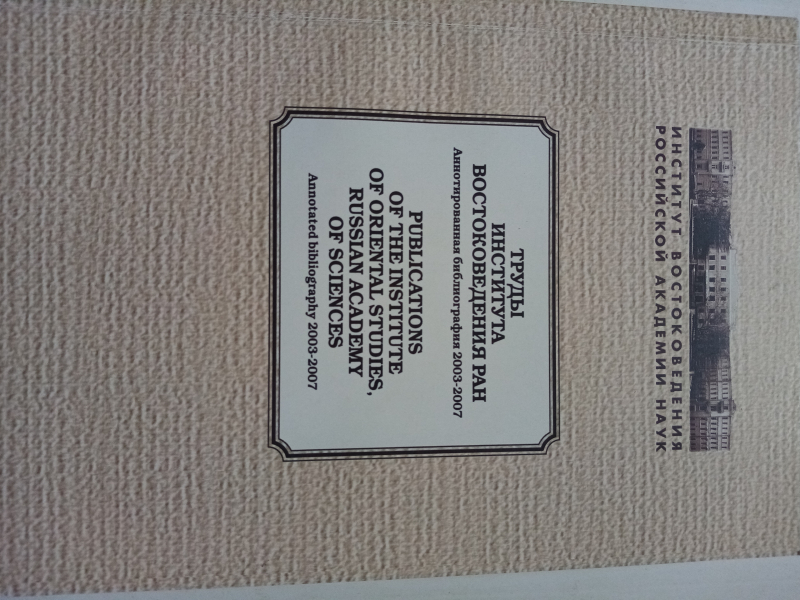 ИНСТИТУТ ВОСТОКОВЕДЕНИЯ
РОССИЙСКОЙ АКАДЕМИИ НАУК
ТРУДЫ
ИНСТИТУТА
ВОСТОКОВЕДЕНИЯ РАН
Аннотированная библиография 2003-2007
PUBLICATIONS
OF THE INSTITUTE
OF ORIENTAL STUDIES,
RUSSIAN ACADEMY
OF SCIENCES
Annotated bibliography 2003-2007